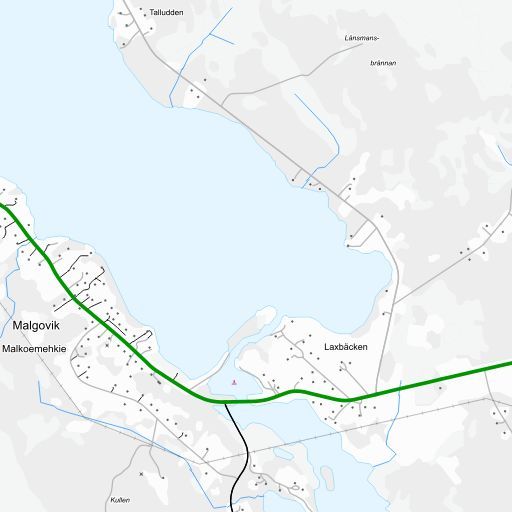 Talludden
Länsmans-
brännan
Malgovik
Malkoemehkie
Laxbäcken
Kullen